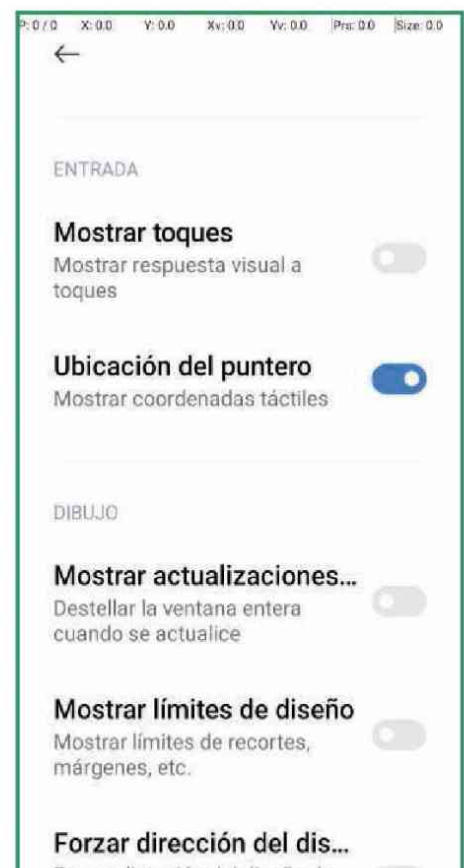 P: 0 / 0 X: 0.0 Y: 0.0 Xv: 0.0 Yv: 0.0 Prs: 0.0 Size: 0.0
ENTRADA
Mostrar toques
Mostrar respuesta visual a
toques
Ubicación del puntero
Mostrar coordenadas táctiles
DIBUJO
Mostrar actualizaciones...
Destellar la ventana entera
cuando se actualice
Mostrar límites de diseño
Mostrar límites de recortes,
márgenes, etc.
Forzar dirección del dis...